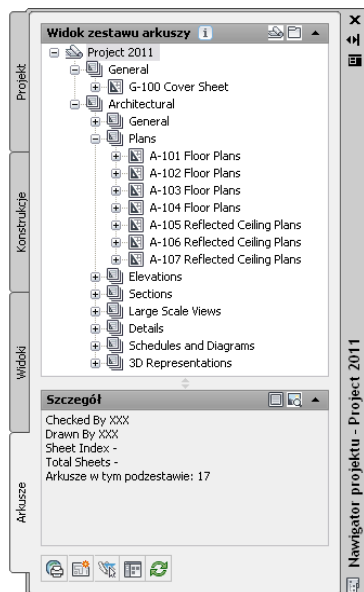 Widok zestawu arkuszy
Project 2011
General
G-100 Cover Sheet
Architectural
General
Plans
A-101 Floor Plans
A-102 Floor Plans
A-103 Floor Plans
A-104 Floor Plans
A-105 Reflected Ceiling Plans
A-106 Reflected Ceiling Plans
A-107 Reflected Ceiling Plans
Elevations
Sections
Large Scale Views
Details
Schedules and Diagrams
3D Representations
Szczegół
Checked By XXX
Drawn By XXX
Sheet Index -
Total Sheets -
Arkusze w tym podzestawie: 17
Projekt
Konstrukcje
Widoki
Arkusze
Nawigator projektu - Project 2011